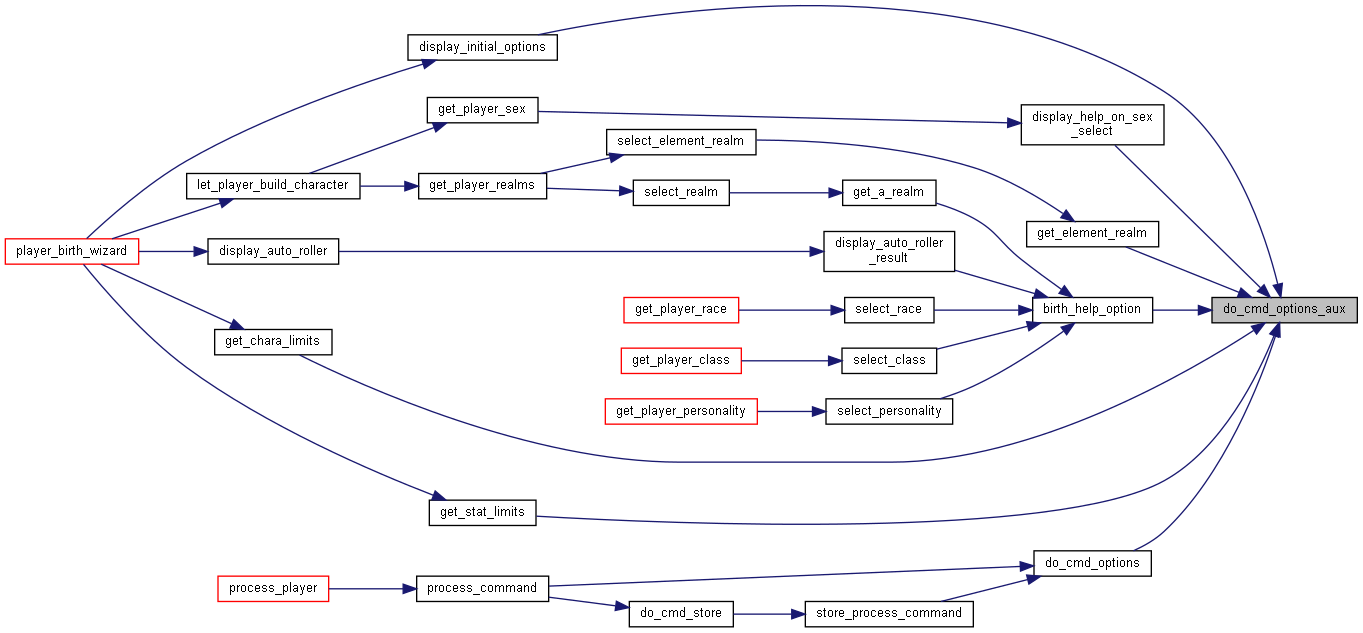 display_initial_options
get_player_sex
display_help_on_sex
_select
select_element_realm
let_player_build_character
get_player_realms
select_realm
get_a_realm
get_element_realm
player_birth_wizard
display_auto_roller
display_auto_roller
_result
get_player_race
select_race
birth_help_option
do_cmd_options_aux
get_chara_limits
get_player_class
select_class
get_player_personality
select_personality
get_stat_limits
do_cmd_options
process_player
process_command
do_cmd_store
store_process_command